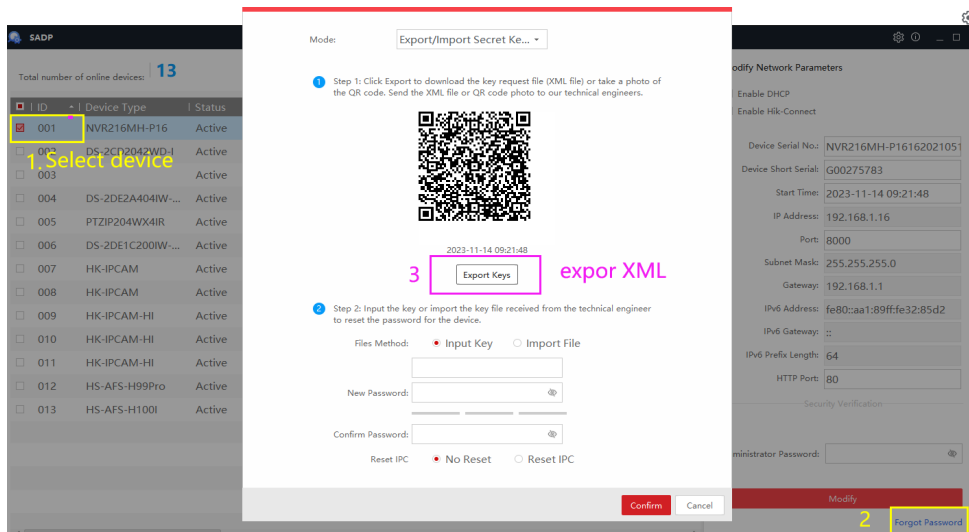 SADP
Total number of online devices: 13
ID Device Type Status
001 NVR216MH-P16 Active
002 DS-2CD2042WD-I Active
1. Select device
003 Active
004 DS-2DE2A404IW-... Active
005 PTZIP204WX4IR Active
006 DS-2DE1C200IW-... Active
007 HK-IPCAM Active
008 HK-IPCAM Active
009 HK-IPCAM-HI Active
010 HK-IPCAM-HI Active
011 HK-IPCAM-HI Active
012 HS-AFS-H99Pro Active
013 HS-AFS-H100I Active
Mode: Export/Import Secret Ke...
1 Step 1: Click Export to download the key request file (XML file) or take a photo of
the QR code. Send the XML file or QR code photo to our technical engineers.
2023-11-14 09:21:48
3 Export Keys expor XML
2 Step 2: Input the key or import the key file received from the technical engineer
to reset the password for the device.
Files Method: Input Key Import File
New Password:
Confirm Password:
Reset IPC No Reset Reset IPC
Confirm Cancel
odify Network Parameters
Enable DHCP
Enable Hik-Connect
Device Serial No.: NVR216MH-P16162021051
Device Short Serial: G00275783
Start Time: 2023-11-14 09:21:48
IP Address: 192.168.1.16
Port: 8000
Subnet Mask: 255.255.255.0
Gateway: 192.168.1.1
IPv6 Address: fe80::aa1:89ff:fe32:85d2
IPv6 Gateway: ::
IPv6 Prefix Length: 64
HTTP Port: 80
Security Verification
ministrator Password:
Modify
2 Forgot Password